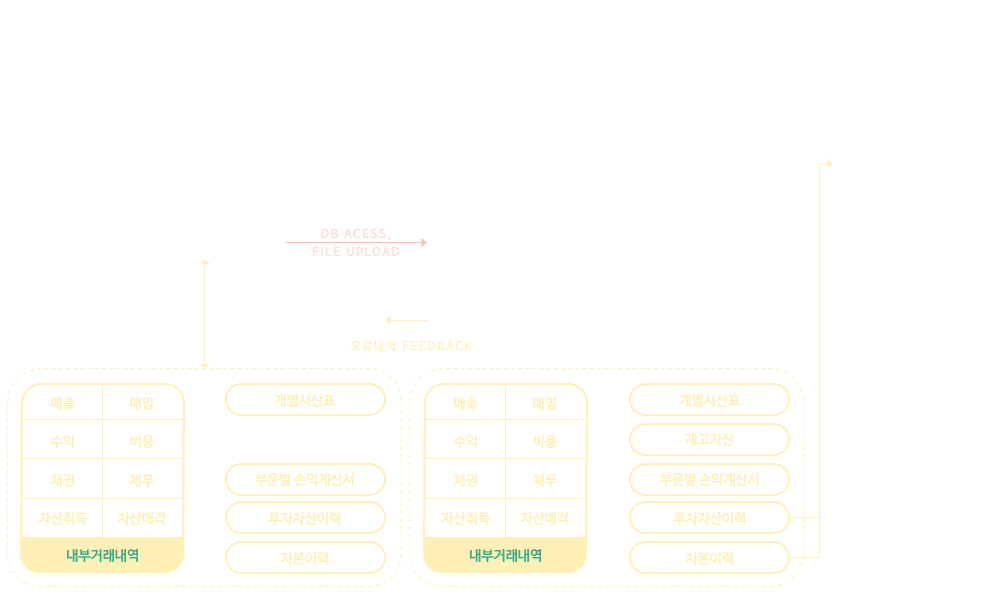 DB ACESS,
FILE UPLOAD
오류내역 FEEDBACK
매출
매입
수익
비용
채권
채무
자산취득
자산매각
내부거래내역
개별시산표
부문별 손익계산서
투자자산이력
자본이력
매출
매입
수익
비용
채권
채무
자산취득
자산매각
내부거래내역
개별시산표
재고자산
부문별 손익계산서
투자자산이력
자본이력